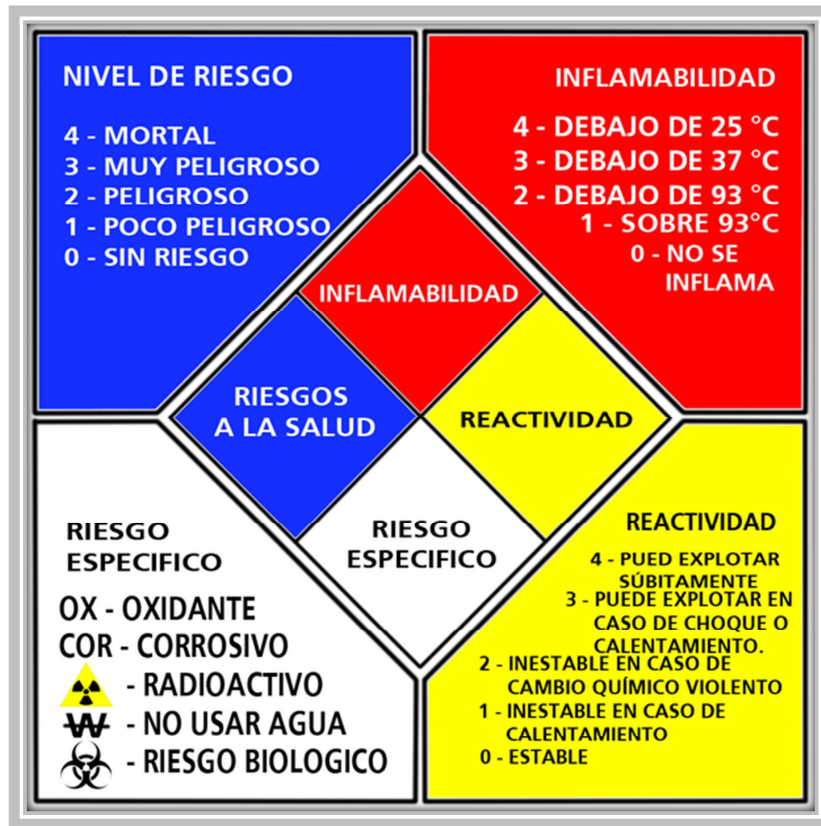 NIVEL DE RIESGO
4 - MORTAL
3 - MUY PELIGROSO
2 - PELIGROSO
1 - POCO PELIGROSO
0 - SIN RIESGO
INFLAMABILIDAD
4 - DEBAJO DE 25 °C
3 - DEBAJO DE 37 °C
2 - DEBAJO DE 93 °C
1 - SOBRE 93°C
0 - NO SE
INFLAMA
INFLAMABILIDAD
RIESGOS
A LA SALUD
REACTIVIDAD
RIESGO
ESPECIFICO
RIESGO
ESPECIFICO
OX - OXIDANTE
COR - CORROSIVO
- RADIOACTIVO
W - NO USAR AGUA
- RIESGO BIOLOGICO
REACTIVIDAD
4 - PUED EXPLOTAR
SÚBITAMENTE
3 - PUEDE EXPLOTAR EN
CASO DE CHOQUE O
CALENTAMIENTO.
2 - INESTABLE EN CASO DE
CAMBIO QUÍMICO VIOLENTO
1 - INESTABLE EN CASO DE
CALENTAMIENTO
0 - ESTABLE